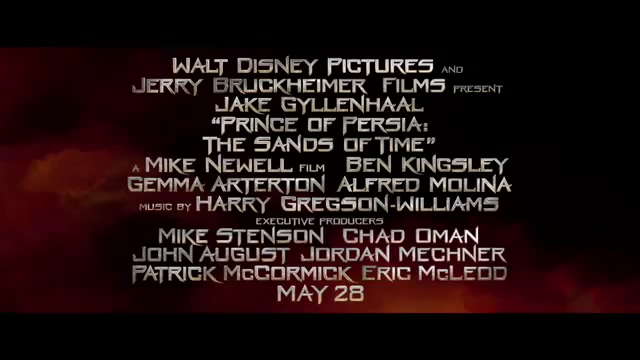 WALT DISNEY PICTURES AND
JERRY BRUCKHEIMER FILMS PRESENT
JAKE GYLLENHAAL
“PRINCE OF PERSIA:
THE SANDS OF TIME”
A MIKE NEWELL FILM BEN KINGSLEY
GEMMA ARTERTON ALFRED MOLINA
MUSIC BY HARRY GREGSON-WILLIAMS
EXECUTIVE PRODUCERS
MIKE STENSON CHAD OMAN
JOHN AUGUST JORDAN MECHNER
PATRICK MCCORMICK ERIC MCLEOD
MAY 28